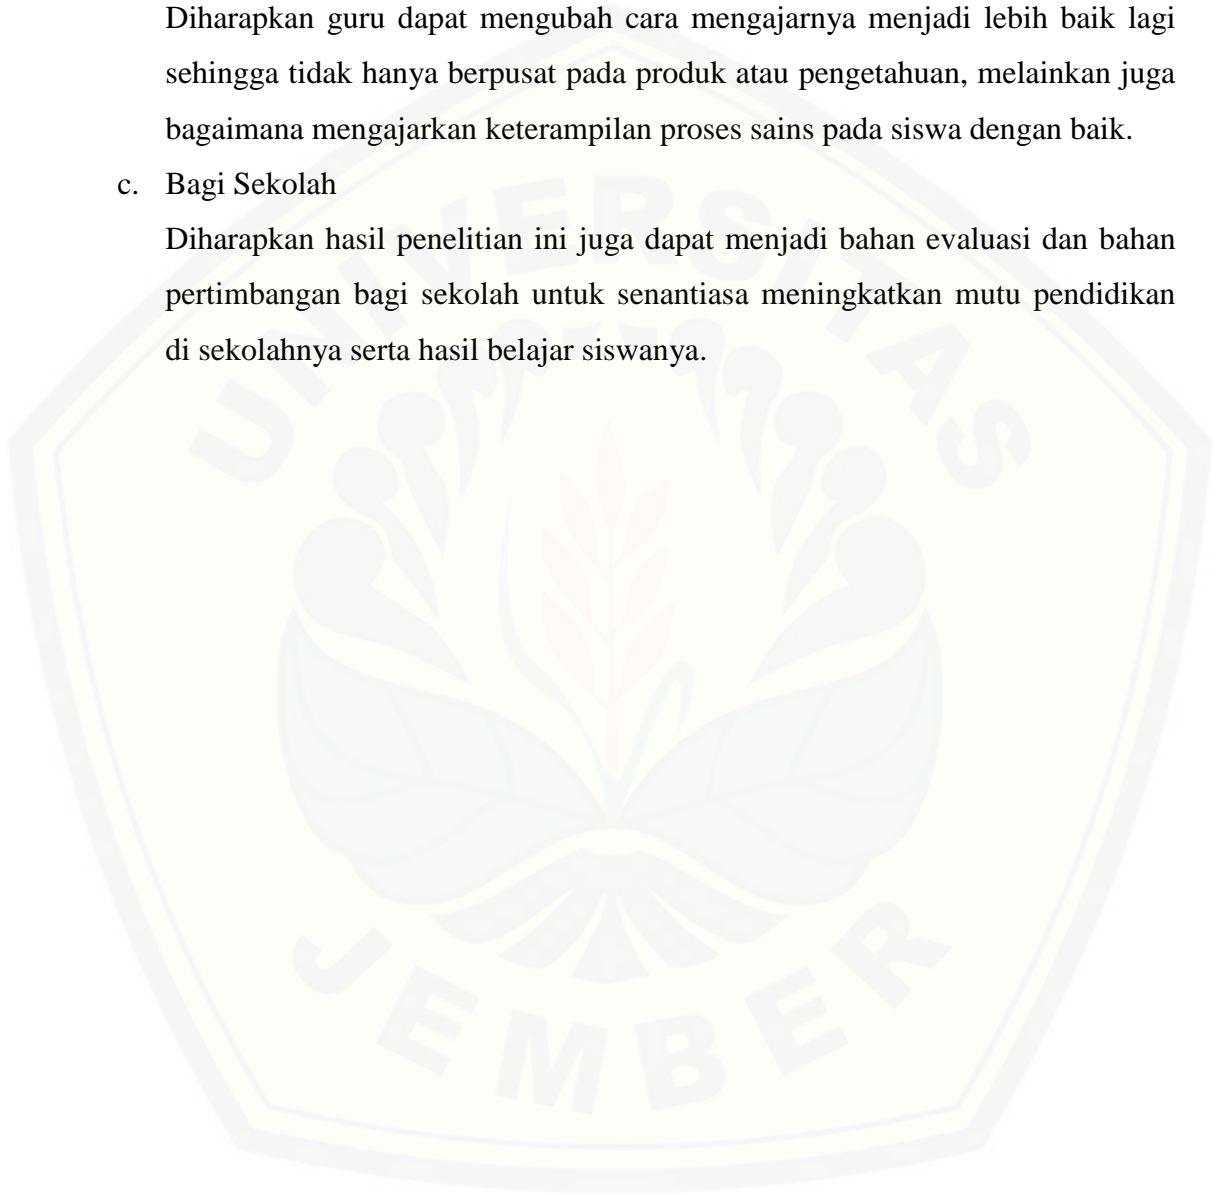 Diharapkan guru dapat mengubah cara mengajarnya menjadi lebih baik lagi
sehingga tidak hanya berpusat pada produk atau pengetahuan, melainkan juga
bagaimana mengajarkan keterampilan proses sains pada siswa dengan baik.
c. Bagi Sekolah
Diharapkan hasil penelitian ini juga dapat menjadi bahan evaluasi dan bahan
pertimbangan bagi sekolah untuk senantiasa meningkatkan mutu pendidikan
di sekolahnya serta hasil belajar siswanya.
UNIVERSITAS
JEMBER